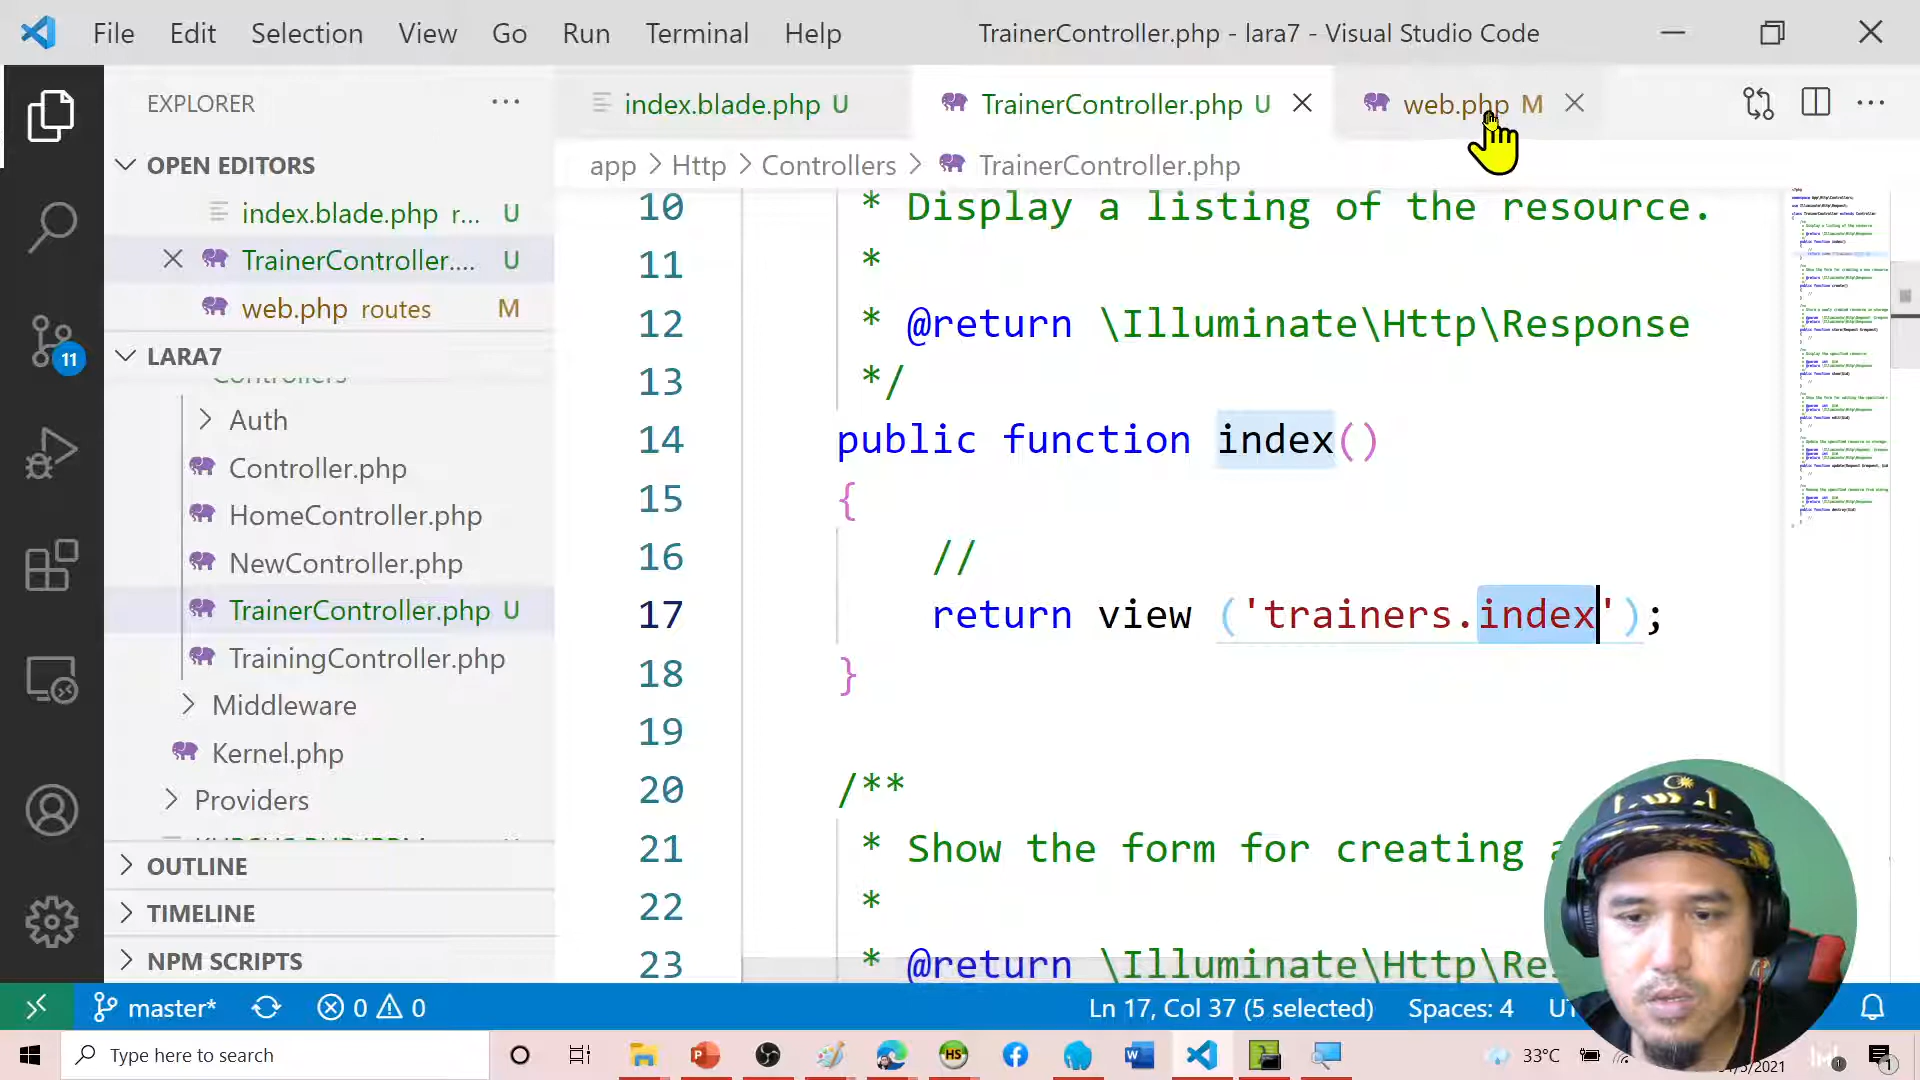 File Edit Selection View Go Run Terminal Help
TrainerController.php - lara7 - Visual Studio Code
EXPLORER
index.blade.php U
TrainerController.php U
web.php M
OPEN EDITORS
app > Http > Controllers > TrainerController.php
index.blade.php r... U
TrainerController.... U
web.php routes M
LARA7
Controllers
Auth
Controller.php
HomeController.php
NewController.php
TrainerController.php U
TrainingController.php
Middleware
Kernel.php
Providers
OUTLINE
TIMELINE
NPM SCRIPTS
11
10 * Display a listing of the resource.
11 *
12 * @return \Illuminate\Http\Response
13 */
14 public function index()
15 {
16 //
17 return view ('trainers.index');
18 }
19
20 /**
21 * Show the form for creating a
22 *
23 * @return \Illuminate\Http\Res
master* 0 0
Ln 17, Col 37 (5 selected) Spaces: 4
Type here to search
33°C
1